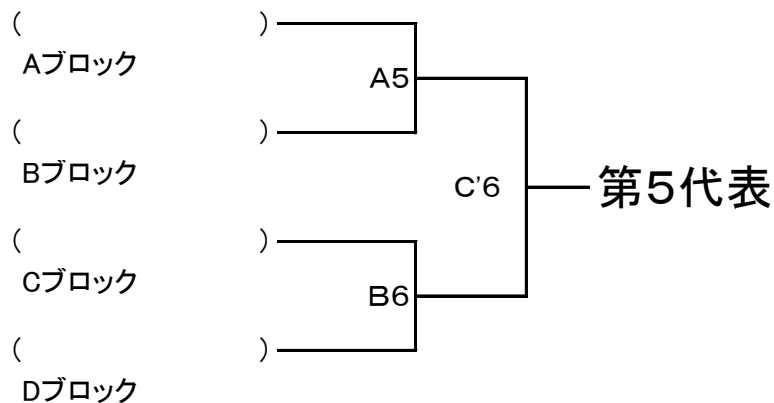 (　　　　　　　)
Aブロック
A5
(　　　　　　　)
Bブロック
C'6
第5代表
(　　　　　　　)
Cブロック
B6
(　　　　　　　)
Dブロック